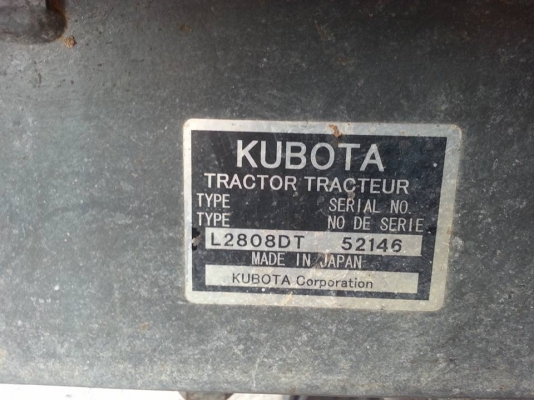 KUBOTA
TRACTOR TRACTEUR
TYPE SERIAL NO.
TYPE NO DE SERIE
L2808DT 52146
MADE IN JAPAN
KUBOTA Corporation